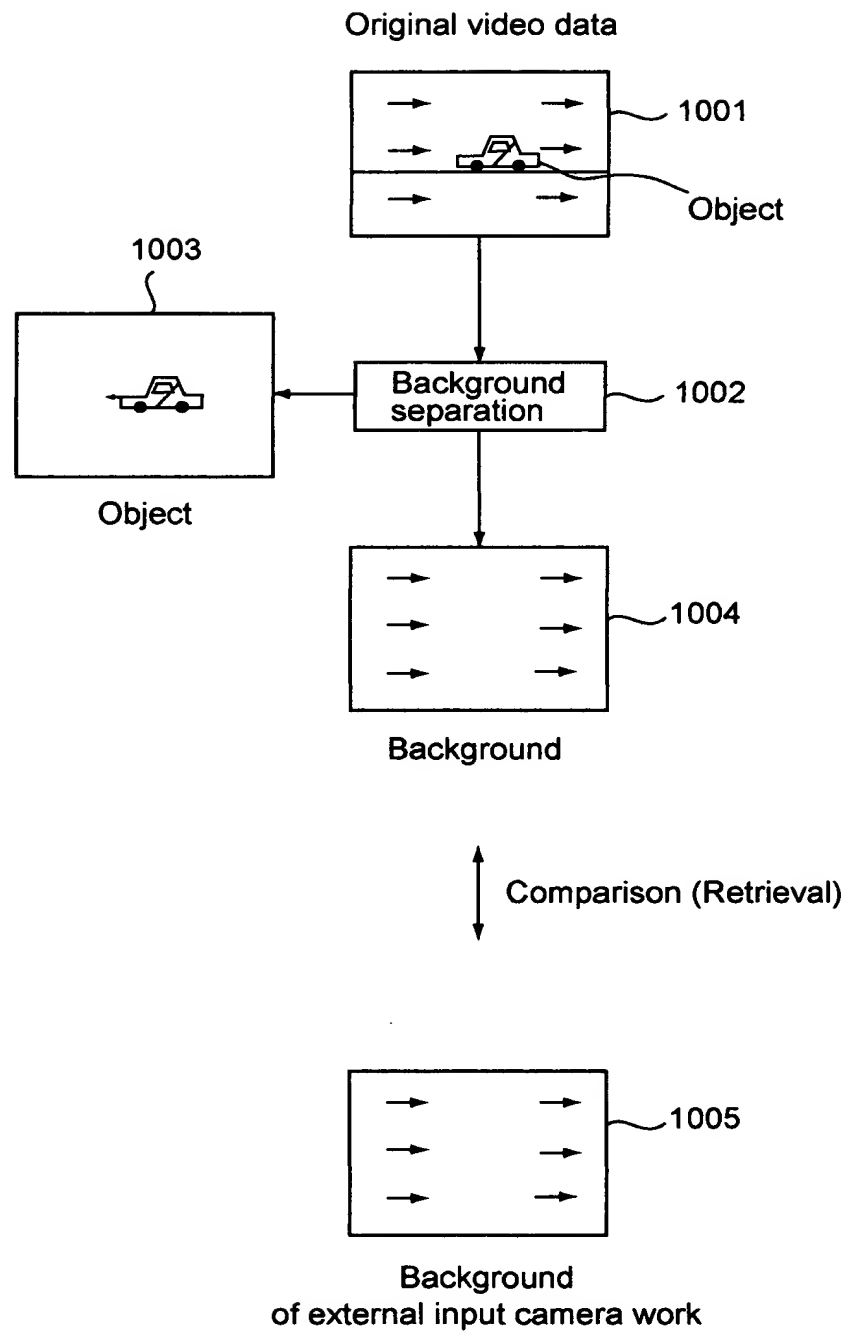 Original video data
1001
Object
1003
Background
separation
1002
Object
1004
Background
Comparison (Retrieval)
1005
Background
of external input camera work